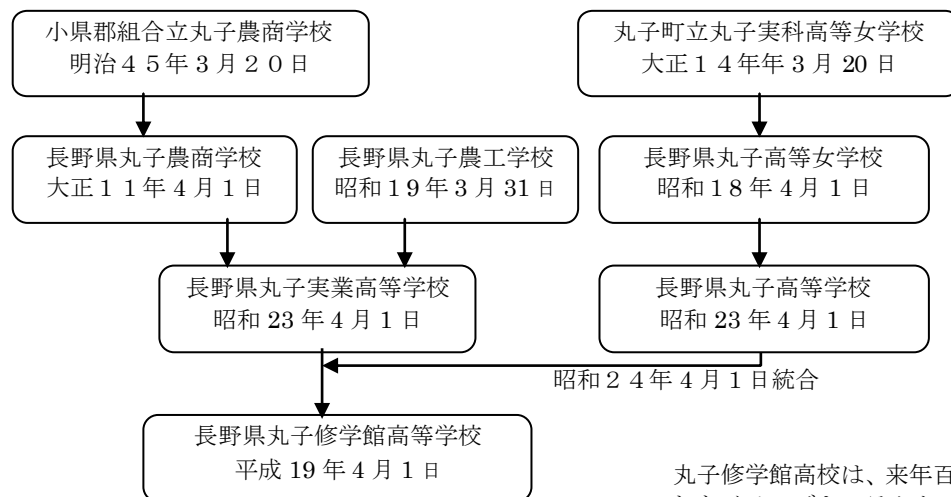 小県郡組合立丸子農商学校
明治４５年３月２０日
丸子町立丸子実科高等女学校
大正１４年年３月 20 日
長野県丸子農商学校
大正１１年４月１日
長野県丸子農工学校
昭和１９年３月 31 日
長野県丸子高等女学校
昭和１８年４月１日
長野県丸子実業高等学校
昭和 23 年４月１日
長野県丸子高等学校
昭和 23 年４月１日
昭和２４年４月１日統合
長野県丸子修学館高等学校
平成 19 年４月１日
丸子修学館高校は、来年百